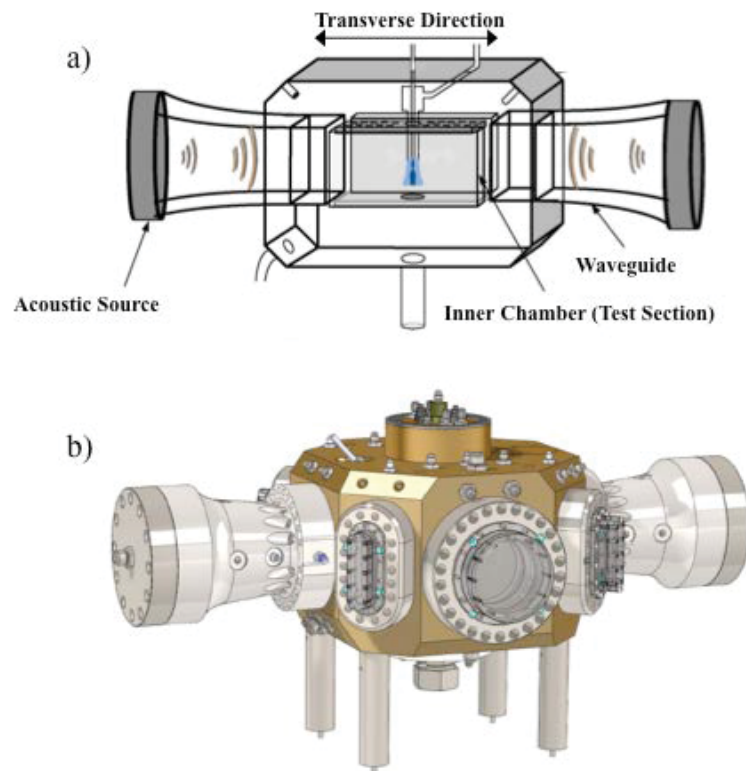 Transverse Direction
a)
Waveguide
Acoustic Source
Inner Chamber (Test Section)
b)